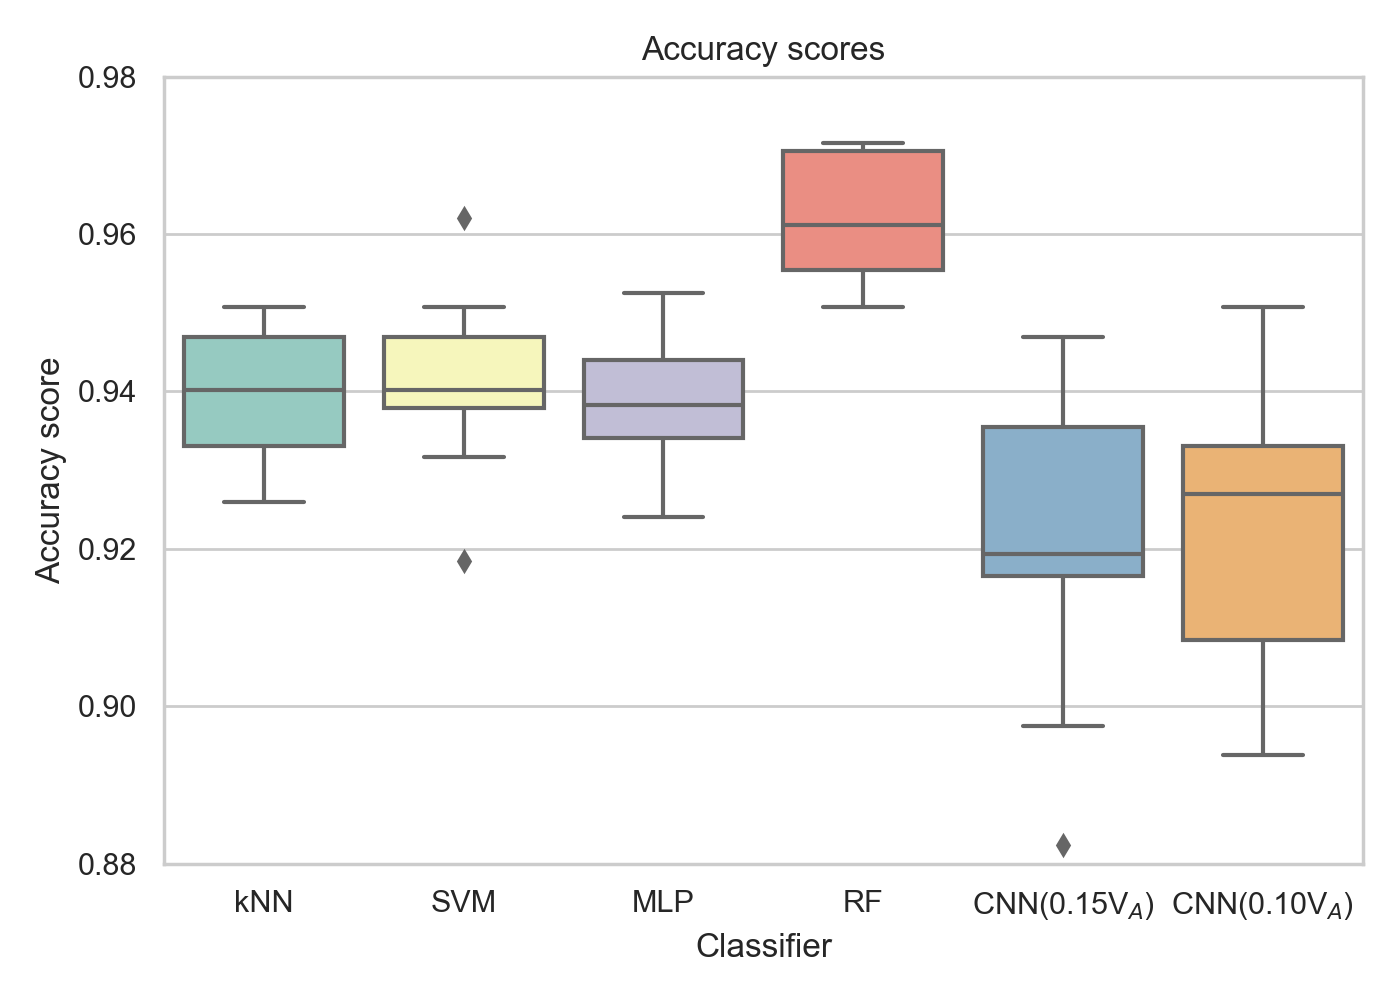 Accuracy scores
0.98
0.96
0.94
0.92
0.90
0.88
Accuracy score
kNN SVM MLP RF CNN(0.15V_A) CNN(0.10V_A)
Classifier